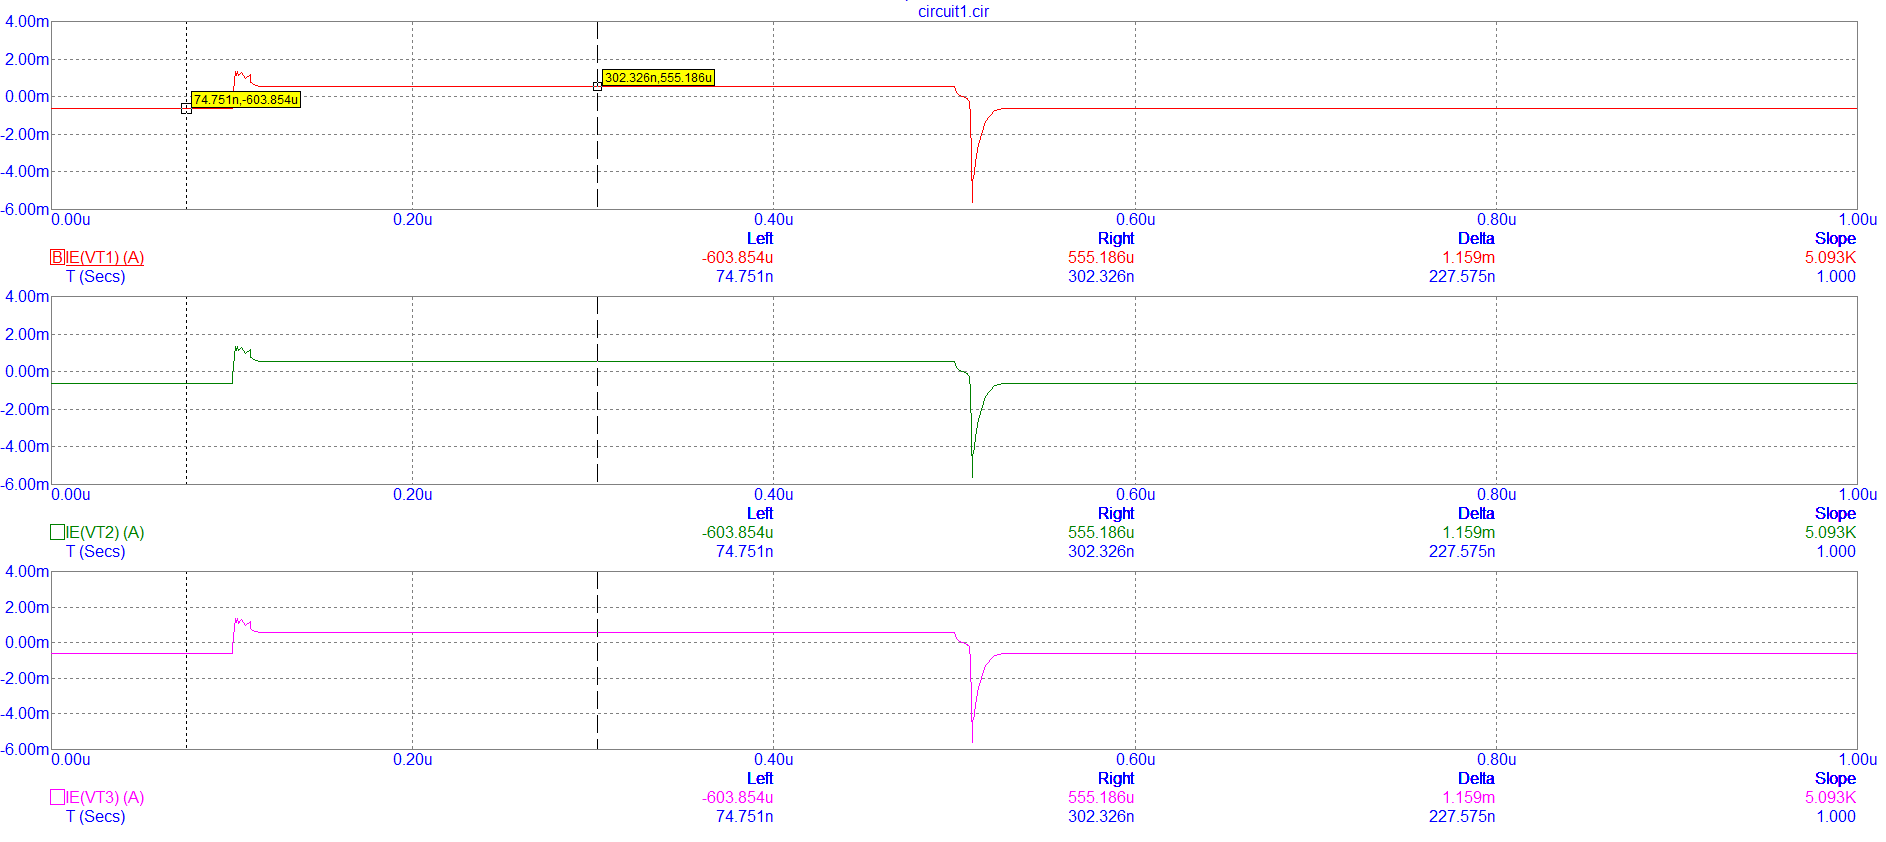 circuit1.cir
4.00m
2.00m
302.326n,555.186u
74.751n,-603.854u
0.00m
-2.00m
-4.00m
-6.00m
0.00u 0.20u 0.40u 0.60u 0.80u 1.00u
Left Right Delta Slope
B IE(VT1) (A) -603.854u 555.186u 1.159m 5.093K
T (Secs) 74.751n 302.326n 227.575n 1.000
4.00m
2.00m
0.00m
-2.00m
-4.00m
-6.00m
0.00u 0.20u 0.40u 0.60u 0.80u 1.00u
Left Right Delta Slope
IE(VT2) (A) -603.854u 555.186u 1.159m 5.093K
T (Secs) 74.751n 302.326n 227.575n 1.000
4.00m
2.00m
0.00m
-2.00m
-4.00m
-6.00m
0.00u 0.20u 0.40u 0.60u 0.80u 1.00u
Left Right Delta Slope
IE(VT3) (A) -603.854u 555.186u 1.159m 5.093K
T (Secs) 74.751n 302.326n 227.575n 1.000